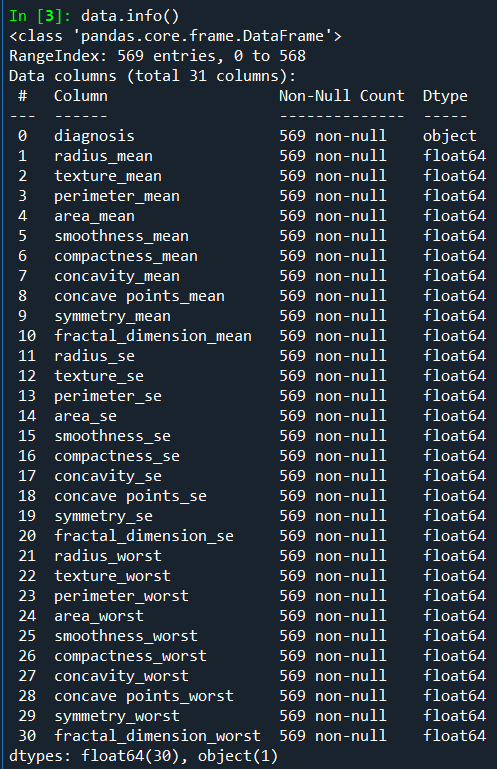 In [3]: data.info()
<class 'pandas.core.frame.DataFrame'>
RangeIndex: 569 entries, 0 to 568
Data columns (total 31 columns):
 #   Column                   Non-Null Count  Dtype
---  ------                   --------------  -----
 0   diagnosis                569 non-null    object
 1   radius_mean              569 non-null    float64
 2   texture_mean             569 non-null    float64
 3   perimeter_mean           569 non-null    float64
 4   area_mean                569 non-null    float64
 5   smoothness_mean          569 non-null    float64
 6   compactness_mean         569 non-null    float64
 7   concavity_mean           569 non-null    float64
 8   concave points_mean      569 non-null    float64
 9   symmetry_mean            569 non-null    float64
 10  fractal_dimension_mean   569 non-null    float64
 11  radius_se                569 non-null    float64
 12  texture_se               569 non-null    float64
 13  perimeter_se             569 non-null    float64
 14  area_se                  569 non-null    float64
 15  smoothness_se            569 non-null    float64
 16  compactness_se           569 non-null    float64
 17  concavity_se             569 non-null    float64
 18  concave points_se        569 non-null    float64
 19  symmetry_se              569 non-null    float64
 20  fractal_dimension_se     569 non-null    float64
 21  radius_worst             569 non-null    float64
 22  texture_worst            569 non-null    float64
 23  perimeter_worst          569 non-null    float64
 24  area_worst               569 non-null    float64
 25  smoothness_worst         569 non-null    float64
 26  compactness_worst        569 non-null    float64
 27  concavity_worst          569 non-null    float64
 28  concave points_worst     569 non-null    float64
 29  symmetry_worst           569 non-null    float64
 30  fractal_dimension_worst  569 non-null    float64
dtypes: float64(30), object(1)